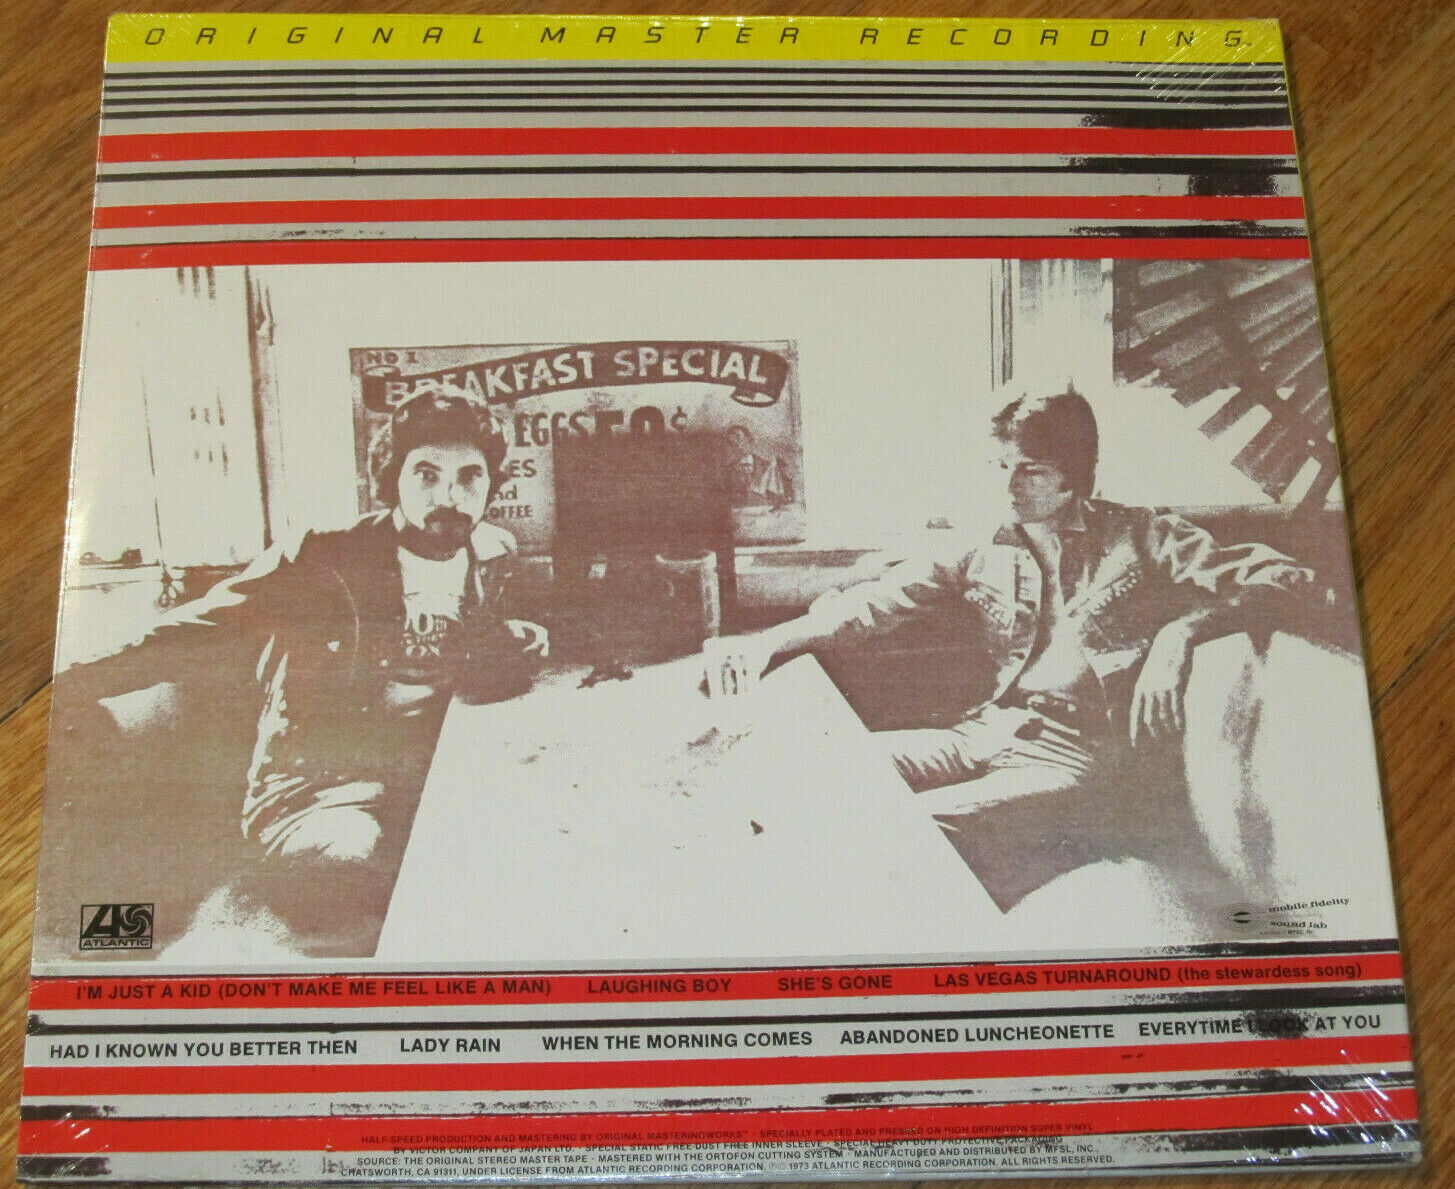 ORIGINAL MASTER RECORDING™
NO 1
BREAKFAST SPECIAL
EGGS 50¢
ES
nd
OFFEE
ATLANTIC
mobile fidelity
sound lab
I'M JUST A KID (DON'T MAKE ME FEEL LIKE A MAN) LAUGHING BOY SHE'S GONE LAS VEGAS TURNAROUND (the stewardess song)
HAD I KNOWN YOU BETTER THEN LADY RAIN WHEN THE MORNING COMES ABANDONED LUNCHEONETTE EVERYTIME I LOOK AT YOU
HALF-SPEED PRODUCTION AND MASTERING BY ORIGINAL MASTERINGWORKS™ · SPECIALLY PLATED AND PRESSED ON HIGH DEFINITION SUPER VINYL
BY VICTOR COMPANY OF JAPAN LTD. · SPECIAL STATIC FREE-DUST FREE INNER SLEEVE · SPECIAL HEAVY DUTY PROTECTIVE PACKAGING
SOURCE: THE ORIGINAL STEREO MASTER TAPE · MASTERED WITH THE ORTOFON CUTTING SYSTEM · MANUFACTURED AND DISTRIBUTED BY MFSL, INC.,
CHATSWORTH, CA 91311, UNDER LICENSE FROM ATLANTIC RECORDING CORPORATION. ℗© 1973 ATLANTIC RECORDING CORPORATION. ALL RIGHTS RESERVED.